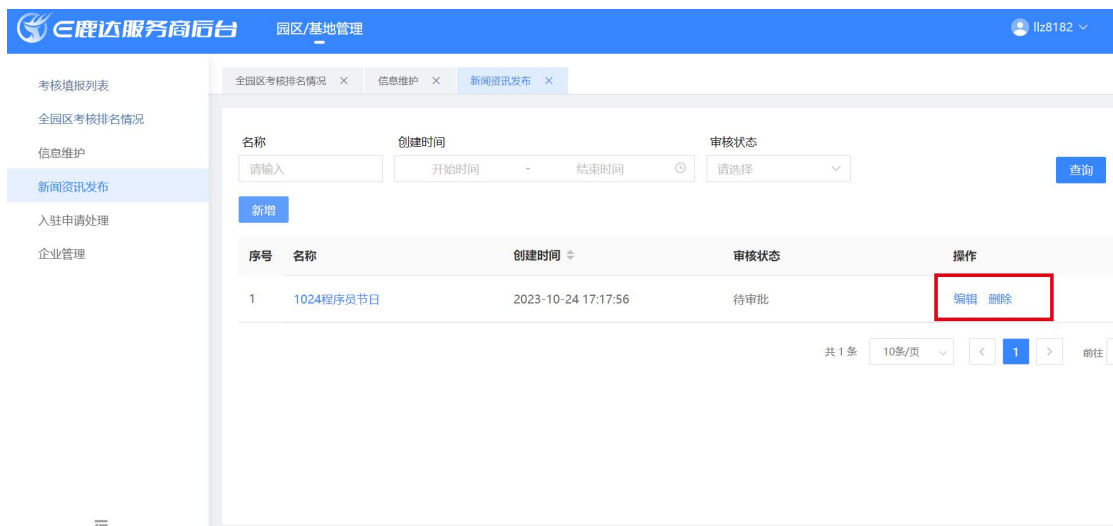 E鹿达服务商后台 园区/基地管理 llz8182
考核填报列表
全园区考核排名情况
信息维护
新闻资讯发布
入驻申请处理
企业管理
全园区考核排名情况 × 信息维护 × 新闻资讯发布 ×
名称 创建时间 审核状态
请输入 开始时间 - 结束时间 请选择 查询
新增
序号 名称 创建时间 审核状态 操作
1 1024程序员节日 2023-10-24 17:17:56 待审批 编辑 删除
共 1 条 10条/页 < 1 > 前往